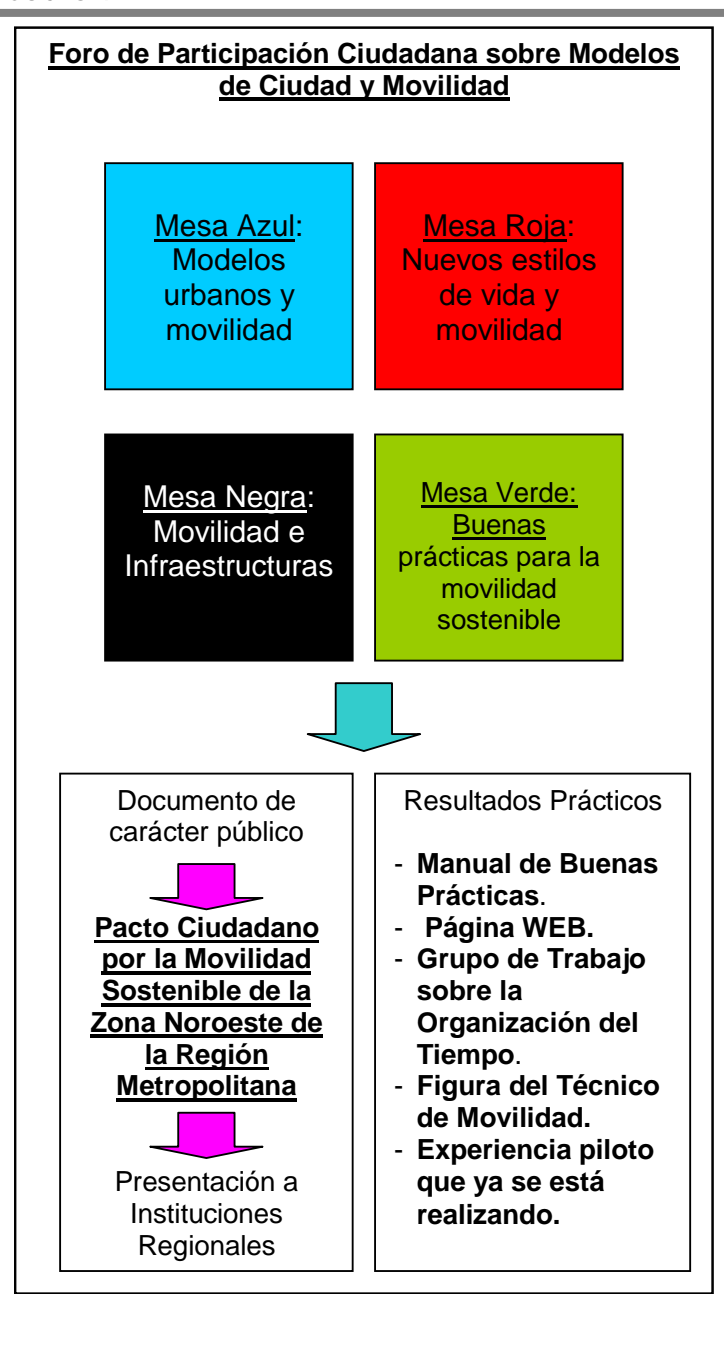 Foro de Participación Ciudadana sobre Modelos
de Ciudad y Movilidad
Mesa Azul:
Modelos
urbanos y
movilidad
Mesa Roja:
Nuevos estilos
de vida y
movilidad
Mesa Negra:
Movilidad e
Infraestructuras
Mesa Verde:
Buenas
prácticas para la
movilidad
sostenible
Documento de
carácter público
Pacto Ciudadano
por la Movilidad
Sostenible de la
Zona Noroeste de
la Región
Metropolitana
Presentación a
Instituciones
Regionales
Resultados Prácticos
- Manual de Buenas
Prácticas.
- Página WEB.
- Grupo de Trabajo
sobre la
Organización del
Tiempo.
- Figura del Técnico
de Movilidad.
- Experiencia piloto
que ya se está
realizando.